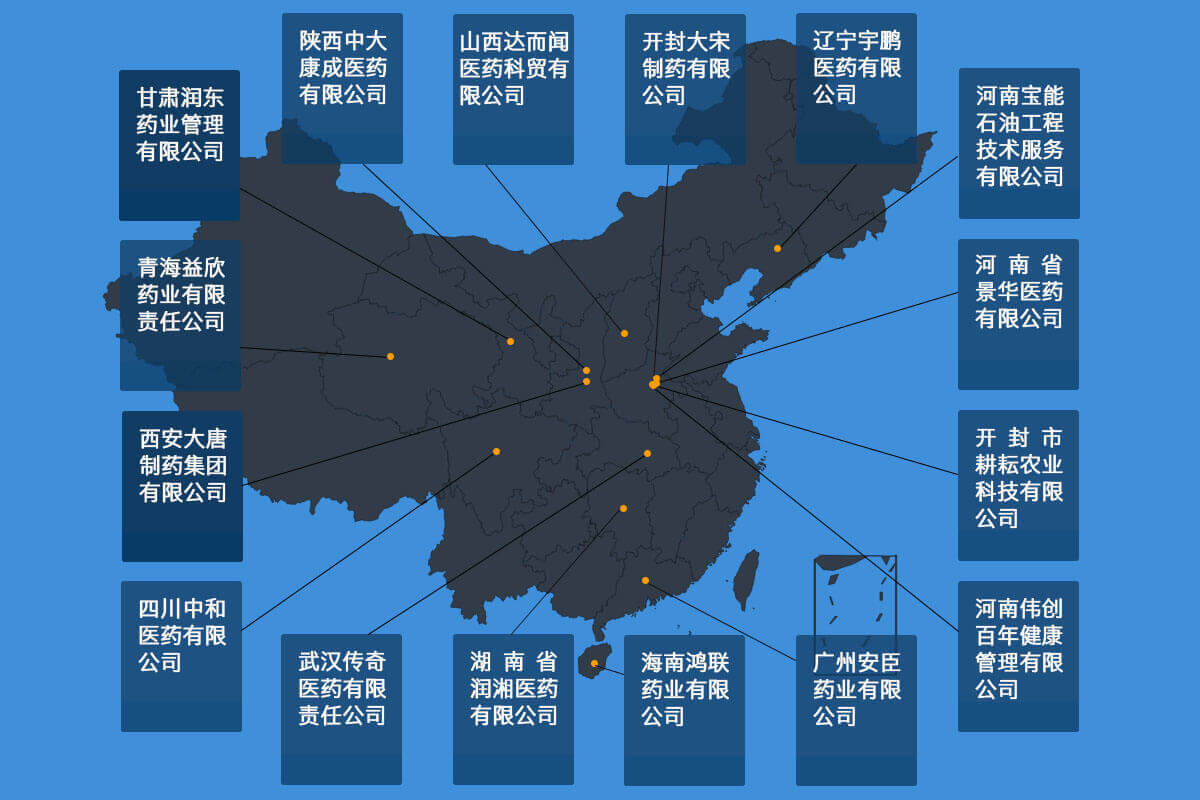 陕西中大
康成医药
有限公司
山西达而闻
医药科贸有
限公司
开封大宋
制药有限
公司
辽宁宇鹏
医药有限
公司
甘肃润东
药业管理
有限公司
河南宝能
石油工程
技术服务
有限公司
青海益欣
药业有限
责任公司
河南省
景华医药
有限公司
西安大唐
制药集团
有限公司
开封市
耕耘农业
科技有限
公司
四川中和
医药有限
公司
河南伟创
百年健康
管理有限
公司
武汉传奇
医药有限
责任公司
湖南省
润湘医药
有限公司
海南鸿联
药业有限
公司
广州安臣
药业有限
公司